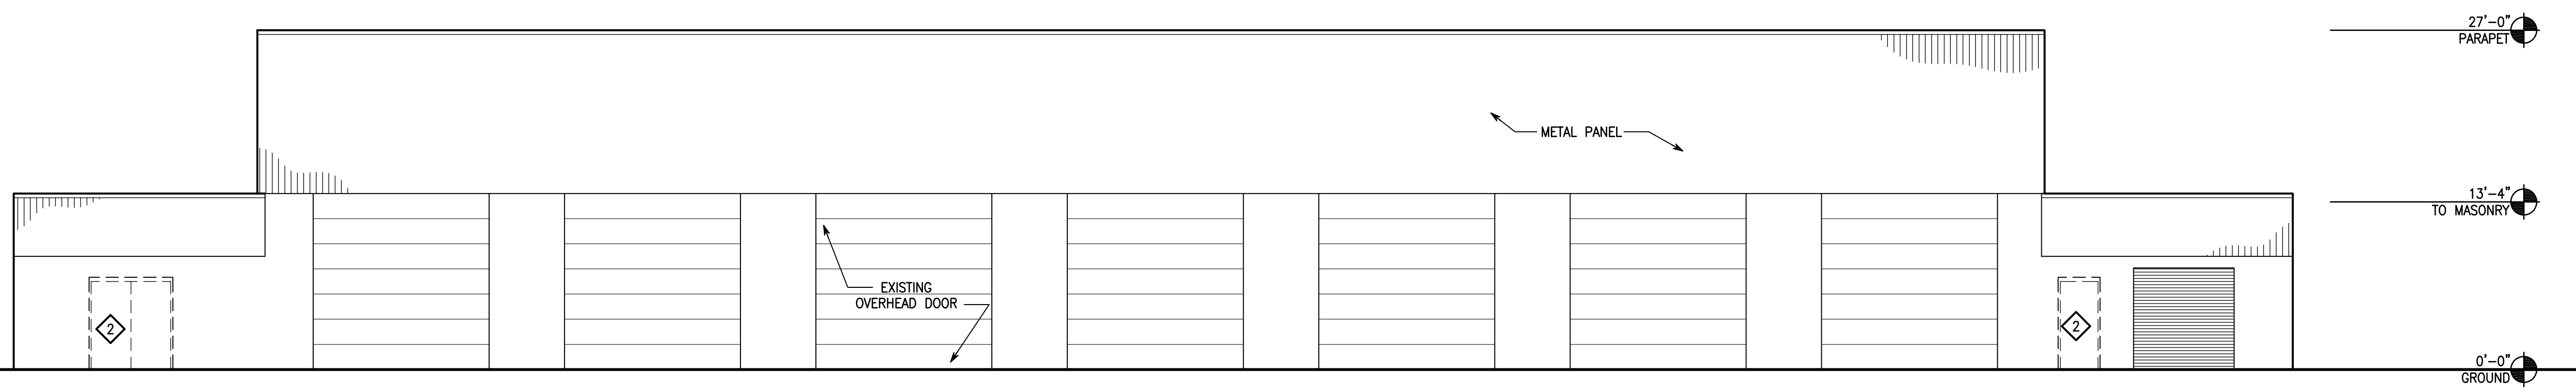 27'-0"
PARAPET
METAL PANEL
13'-4"
TO MASONRY
EXISTING
OVERHEAD DOOR
2
2
0'-0"
GROUND